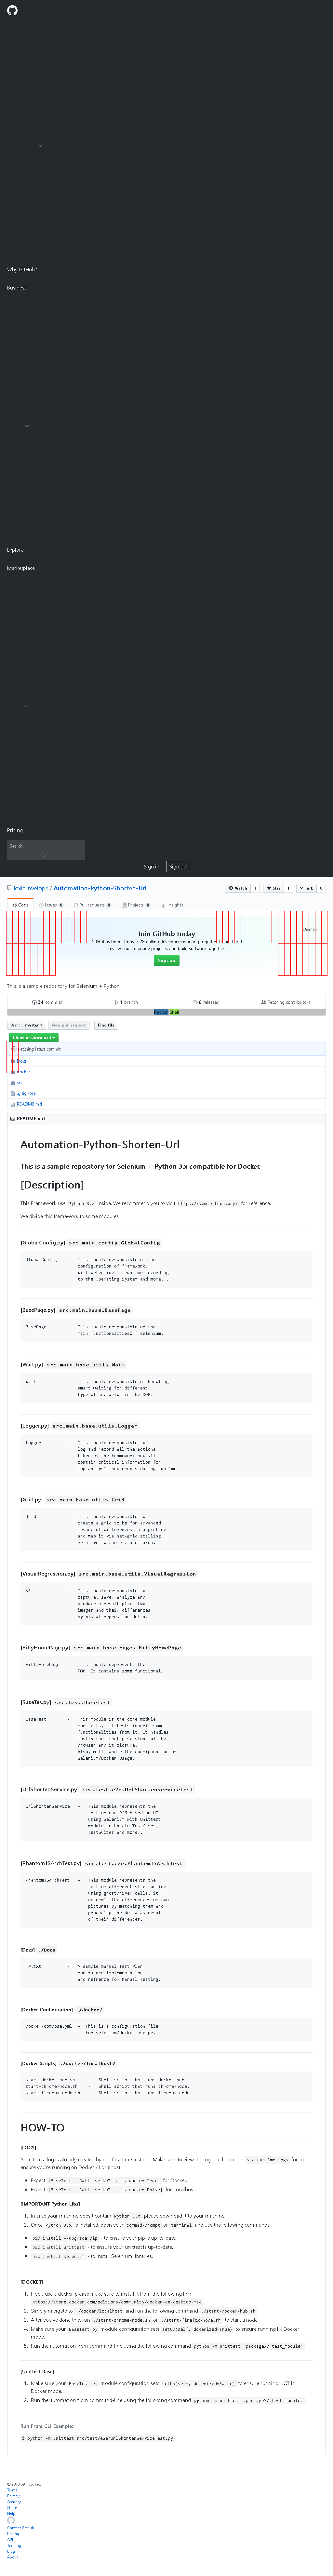 Why GitHub?
Business
Explore
Marketplace
Pricing
Search
Sign in Sign up
ToxicEnvelope / Automation-Python-Shorten-Url
Watch 1 Star 1 Fork 0
Code Issues 0 Pull requests 0 Projects 0 Insights
Dismiss
Join GitHub today
GitHub is home to over 28 million developers working together to host and
review code, manage projects, and build software together.
Sign up
This is a repository for Selenium + Python
34 commits 1 branch 0 releases Fetching contributors
Python Shell
Branch: master New pull request Find file
Clone or download
Fetching latest commit…
Docs
docker
src
.gitignore
README.md
README.md
Automation-Python-Shorten-Url
This is a repository for Selenium + Python 3.x compatible for Docker.
[Description]
This Framework use Python 3.x inside, We recommend you to visit https://www.python.org/ for reference.
We divide this framework to some modules
[GlobalConfig.py] src.main.config.GlobalConfig
GlobalConfig - This module responsible of the
configuration of framework.
Will determine it runtime according
to the Operating System and more...
[BasePage.py] src.main.base.BasePage
BasePage - This module responsible of the
main functionalitiese f selenium.
[Wait.py] src.main.base.utils.Wait
Wait - This module responsible of handling
smart waiting for different
type of scenarios in the DOM.
[Logger.py] src.main.base.utils.Logger
Logger - This module responsible to
log and record all the actions
taken by the framework and will
contain critical information for
log analysis and errors during runtime.
[Grid.py] src.main.base.utils.Grid
Grid - This module responsible to
create a grid to be for advanced
mesure of differences in a picture
and map it via net-grid scalling
relative to the picture taken.
[VisualRegression.py] src.main.base.utils.VisualRegression
VR - This module responsible to
capture, save, analyze and
produce a result given two
images and their differences
by visual regression delta.
[BitlyHomePage.py] src.main.base.pages.BitlyHomePage
BitlyHomePage - This module represents the
POM. It contains some functional.
[BaseTes.py] src.test.BaseTest
BaseTest - This module is the core module
for tests, all tests inherit some
functionalities from it. It handles
mostly the startup sessions of the
browser and it closure.
Also, will handle the configuration of
Selenium/Docker Usage.
[UrlShortenService.py] src.test.e2e.UrlShortenServiceTest
UrlShortenService - This module represents the
test of our POM based on UI
using Selenium with Unittest
module to handle TestCases,
TestSuites and more...
[PhantomJSArchTest.py] src.test.e2e.PhantomJSArchTest
PhantomJSArchTest - This module represents the
test of different sites online
using ghostdriver calls, it
determin the differences of two
pictures by matching them and
producing the delta as result
of their differences.
[Docs] ./Docs
TP.txt - A sample Manual Test Plan
for future implementation
and refrence for Manual Testing.
[Docker Configuration] ./docker/
docker-compose.yml - This is a configuration file
for selenium/docker useage.
[Docker Scripts] ./docker/localhost/
start-docker-hub.sh - Shell script that runs docker-hub.
start-chrome-node.sh - Shell script that runs chrome-node.
start-firefox-node.sh - Shell script that runs firefox-node.
HOW-TO
[LOGS]
Note that a log is already created by our first time test run. Make sure to view the log that located at src.runtime.logs for to
ensure you're running on Docker / Localhost.
Expect [BaseTest - Call "setUp" -: is_docker True] for Docker.
Expect [BaseTest - Call "setUp" -: is_docker False] for Localhost.
[IMPORTANT Python Libs]
1. In case your machine doesn't contain Python 3.x, please download it to your machine.
2. Once Python 3.x is installed, open your commad-prompt or terminal and use the following commands:
pip install --upgrade pip - to ensure your pip is up-to-date.
pip install unittest - to ensure your unittest is up-to-date.
pip install selenium - to install Selenium libraries.
[DOCKER]
1. If you use a docker, please make sure to install it from the following link :
https://store.docker.com/editions/community/docker-ce-desktop-mac .
2. Simply navigate to ./docker/localhost and run the following command ./start-docker-hub.sh .
3. After you've done this, run ./start-chrome-node.sh or ./start-firefox-node.sh to start a node.
4. Make sure your BaseTest.py module configuration sets setUp(self, dokerized=True) to ensure running IN Docker
mode.
5. Run the automation from command-line using the following command python -m unittest <package>/<test_module> .
[Unittest Base]
1. Make sure your BaseTest.py module configuration sets setUp(self, dokerized=False) to ensure running NOT in
Docker mode.
2. Run the automation from command-line using the following command python -m unittest <package>/<test_module> .
Run From CLI Example:
$ python -m unittest src/test/e2e/UrlShortenServiceTest.py
© 2018 GitHub, Inc.
Terms
Privacy
Security
Status
Help
Contact GitHub
Pricing
API
Training
Blog
About